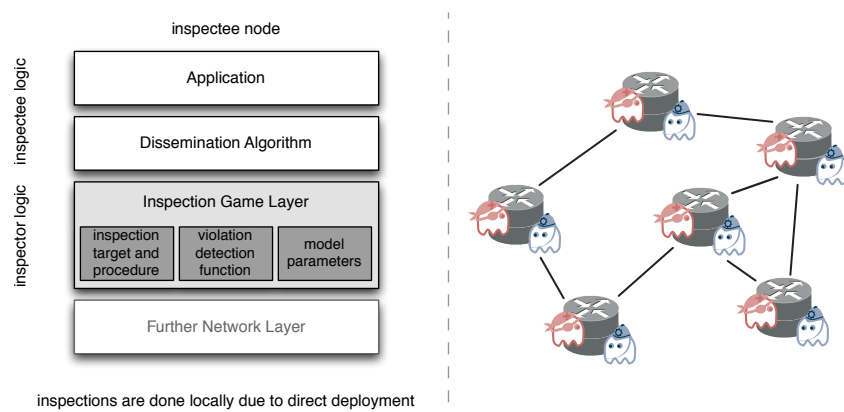 inspectee node
inspectee logic
Application
Dissemination Algorithm
inspector logic
Inspection Game Layer
inspection
target and
procedure
violation
detection
function
model
parameters
Further Network Layer
inspections are done locally due to direct deployment